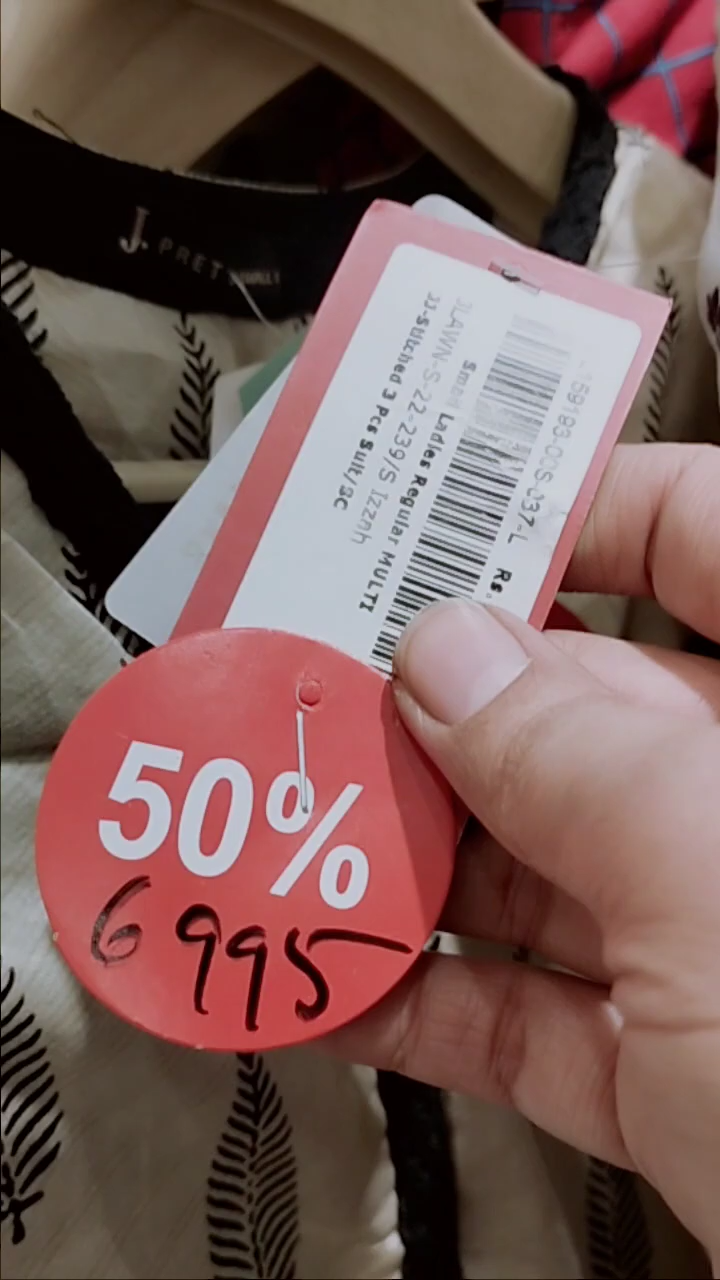 J. PRET
159193-00S-037-L Rs.
Small Ladies Regular MULTI
JLAWN-S-22-239/S Izzah
JJ-Stitched 3 Pcs Suit/SC
50%
6995